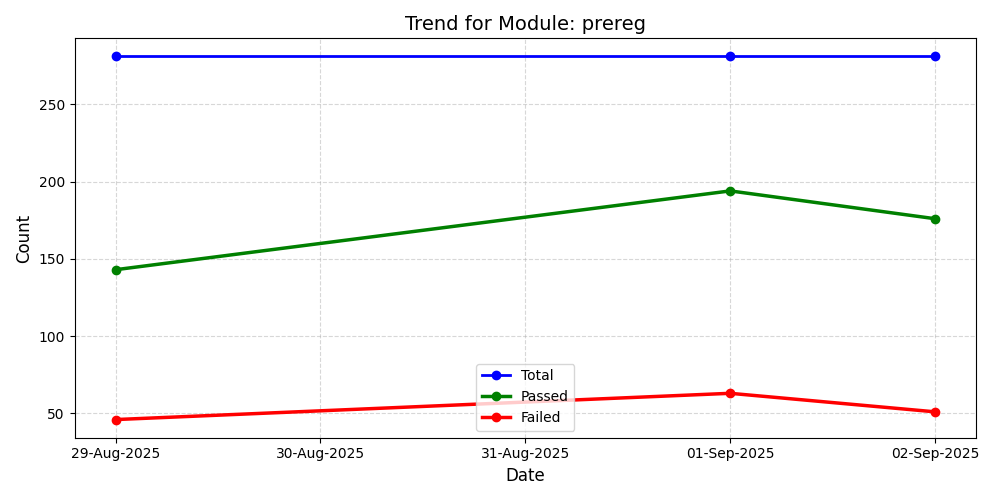 Trend for Module: prereg
Count
250
200
150
100
50
Total
Passed
Failed
29-Aug-2025
30-Aug-2025
31-Aug-2025
01-Sep-2025
02-Sep-2025
Date